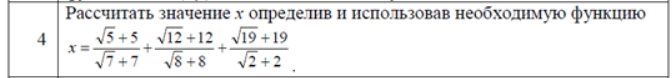 Рассчитать значение x определив и использовав необходимую функцию
4 x = (√5 + 5)/(√7 + 7) + (√12 + 12)/(√8 + 8) + (√19 + 19)/(√2 + 2) .